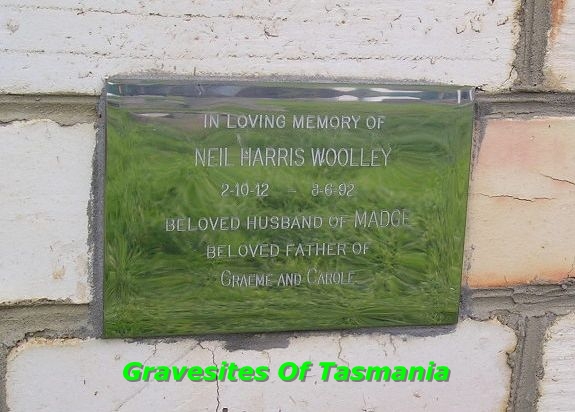 IN LOVING MEMORY OF
NEIL HARRIS WOOLLEY
2-10-12 - 8-6-92
BELOVED HUSBAND OF MADGE
BELOVED FATHER OF
GRAEME AND CAROLE
Gravesites Of Tasmania